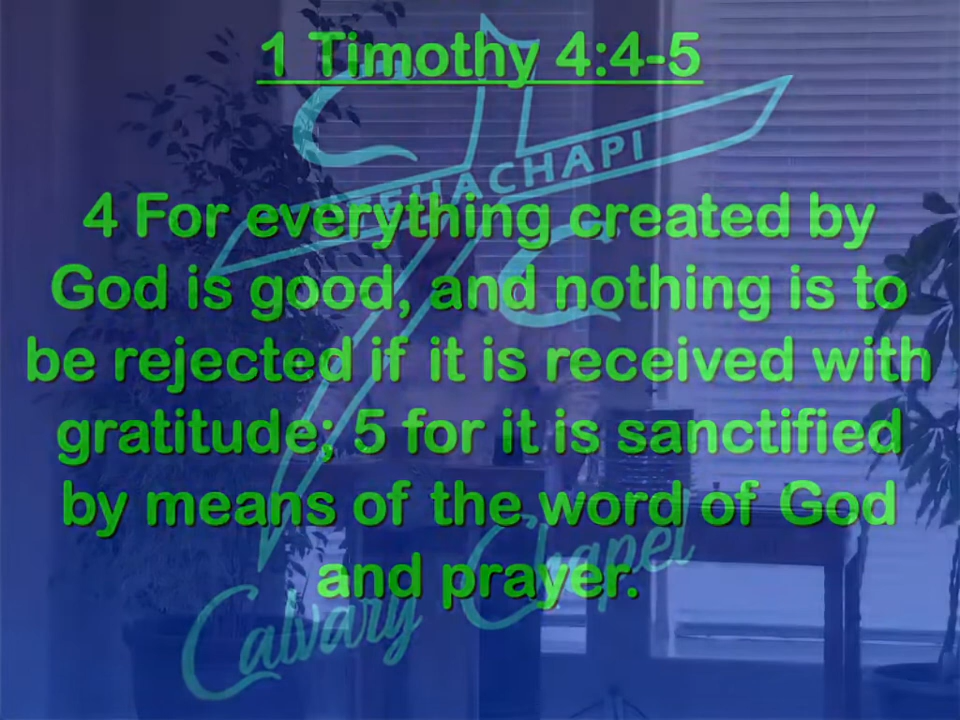 1 Timothy 4:4-5
TEHACHAPI
4 For everything created by
God is good, and nothing is to
be rejected if it is received with
gratitude; 5 for it is sanctified
by means of the word of God
and prayer.
Calvary Chapel